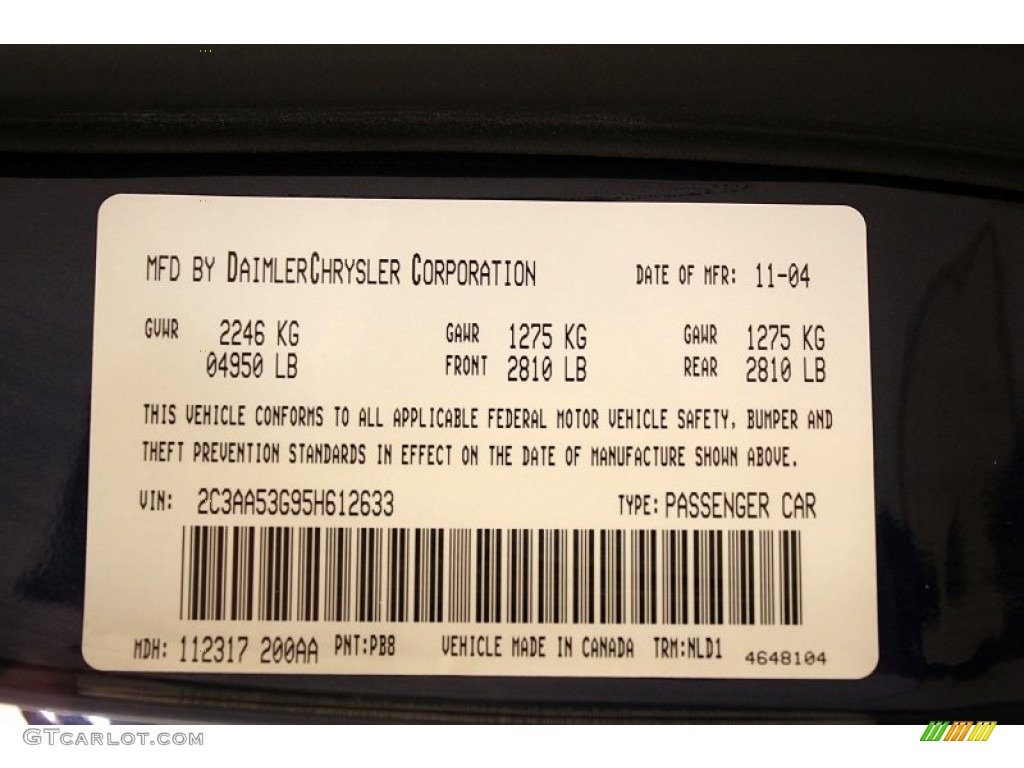 MFD BY DAIMLERCHRYSLER CORPORATION DATE OF MFR: 11-04
GVWR 2246 KG GAWR 1275 KG GAWR 1275 KG
04950 LB FRONT 2810 LB REAR 2810 LB
THIS VEHICLE CONFORMS TO ALL APPLICABLE FEDERAL MOTOR VEHICLE SAFETY, BUMPER AND
THEFT PREVENTION STANDARDS IN EFFECT ON THE DATE OF MANUFACTURE SHOWN ABOVE.
VIN: 2C3AA53G95H612633 TYPE: PASSENGER CAR
MDH: 112317 200AA PNT:PB8 VEHICLE MADE IN CANADA TRM:NLD1 4648104
GTCARLOT.COM